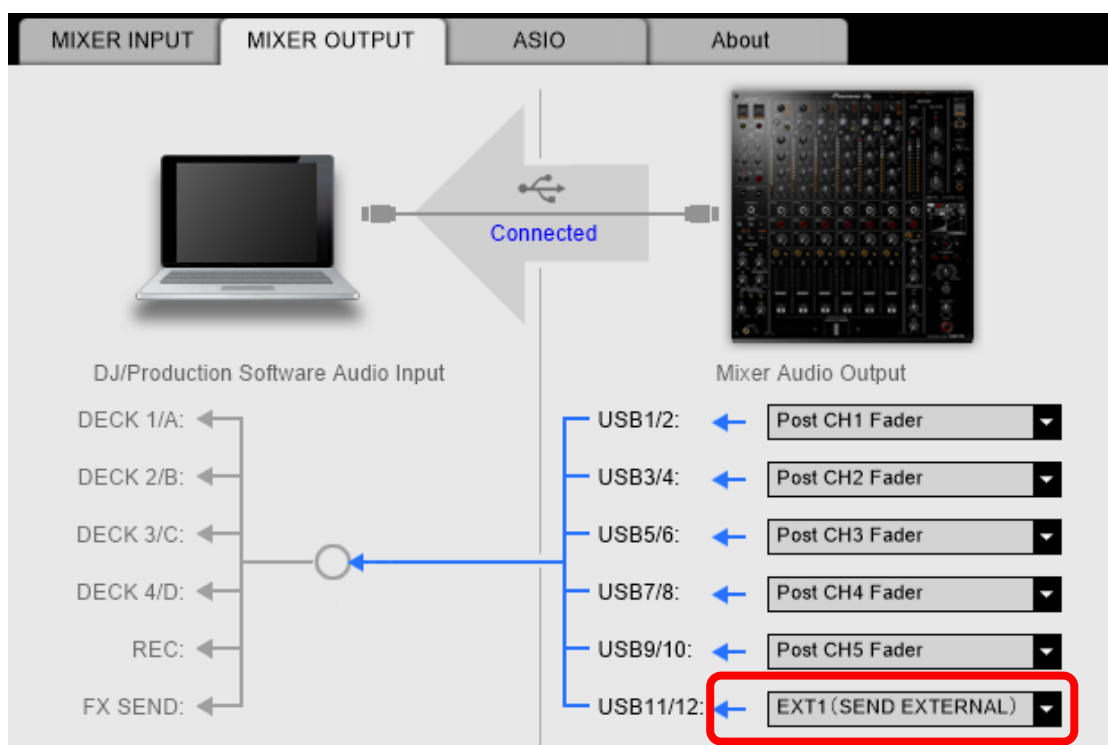 MIXER INPUT MIXER OUTPUT ASIO About
Connected
DJ/Production Software Audio Input Mixer Audio Output
DECK 1/A: USB1/2: Post CH1 Fader
DECK 2/B: USB3/4: Post CH2 Fader
DECK 3/C: USB5/6: Post CH3 Fader
DECK 4/D: USB7/8: Post CH4 Fader
REC: USB9/10: Post CH5 Fader
FX SEND: USB11/12: EXT1(SEND EXTERNAL)